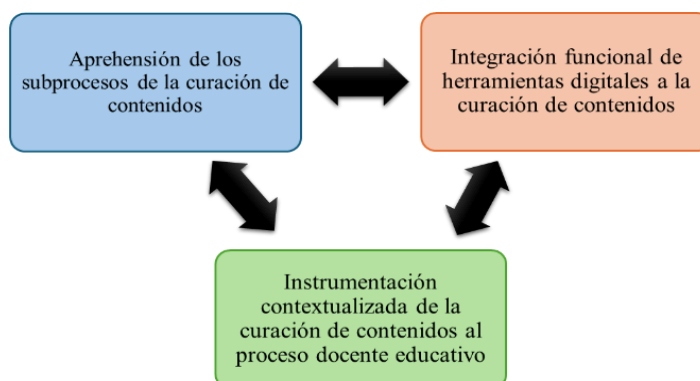 Aprehensión de los
subprocesos de la curación de
contenidos
Integración funcional de
herramientas digitales a la
curación de contenidos
Instrumentación
contextualizada de la
curación de contenidos al
proceso docente educativo